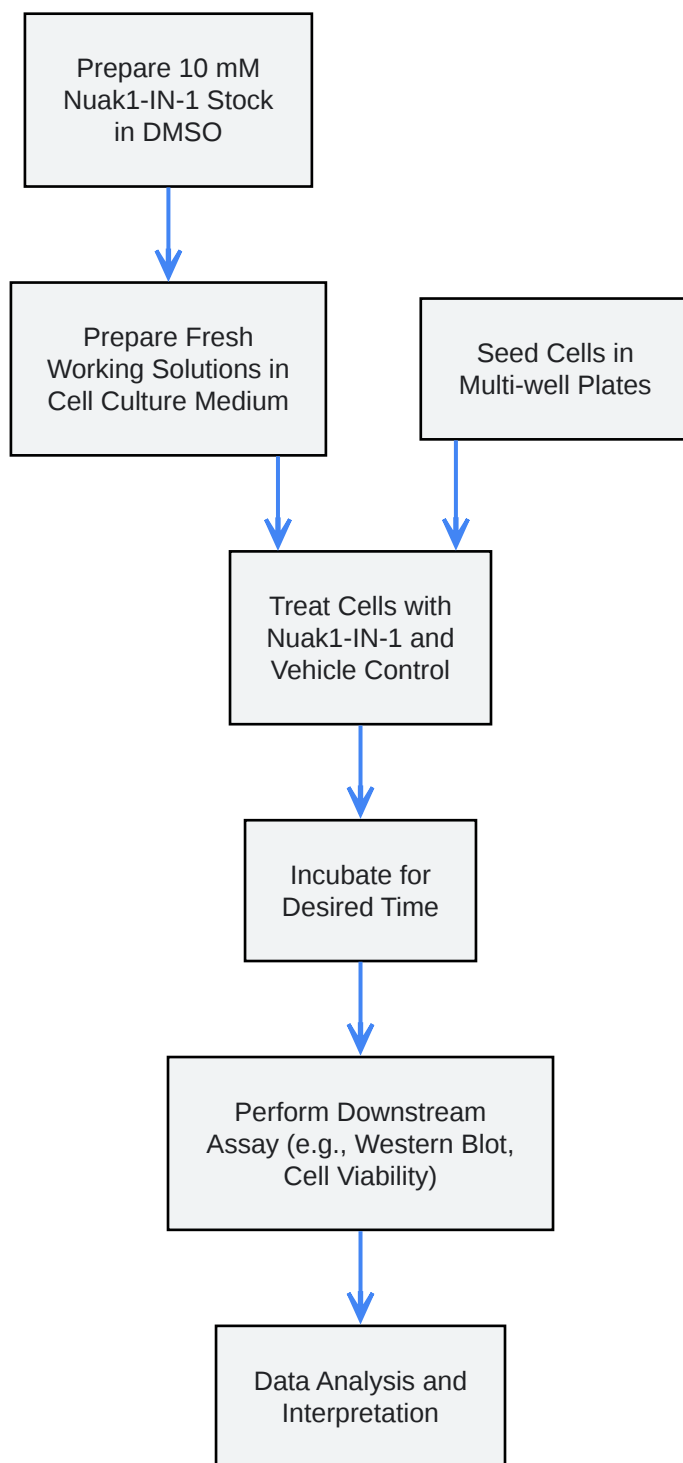 Prepare 10 mM
Nuak1-IN-1 Stock
in DMSO
Prepare Fresh
Working Solutions in
Cell Culture Medium
Seed Cells in
Multi-well Plates
Treat Cells with
Nuak1-IN-1 and
Vehicle Control
Incubate for
Desired Time
Perform Downstream
Assay (e.g., Western Blot,
Cell Viability)
Data Analysis and
Interpretation